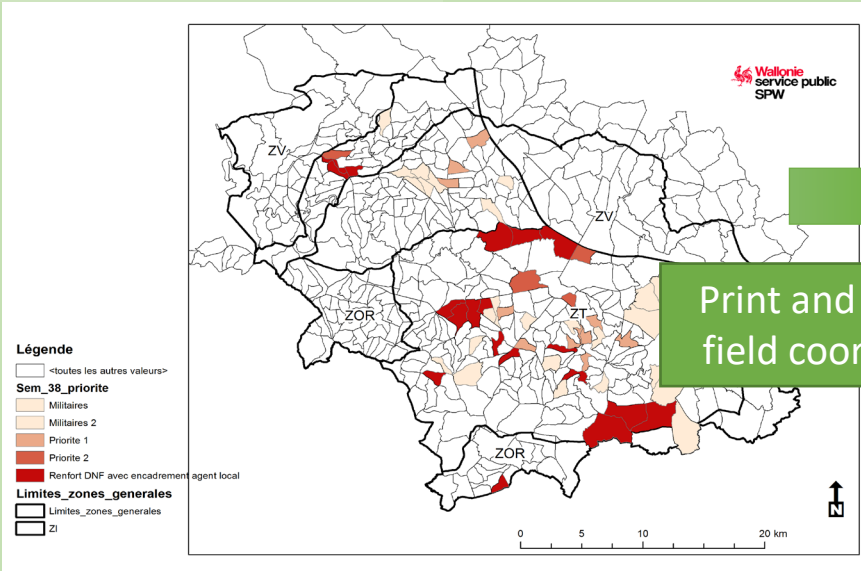 Wallonie
service public
SPW
ZV
ZV
Print and
field coor
ZOR
ZT
ZOR
Légende
<toutes les autres valeurs>
Sem_38_priorite
Militaires
Militaires 2
Priorite 1
Priorite 2
Renfort DNF avec encadrement agent local
Limites_zones_generales
Limites_zones_generales
ZI
N
0 5 10 20 km